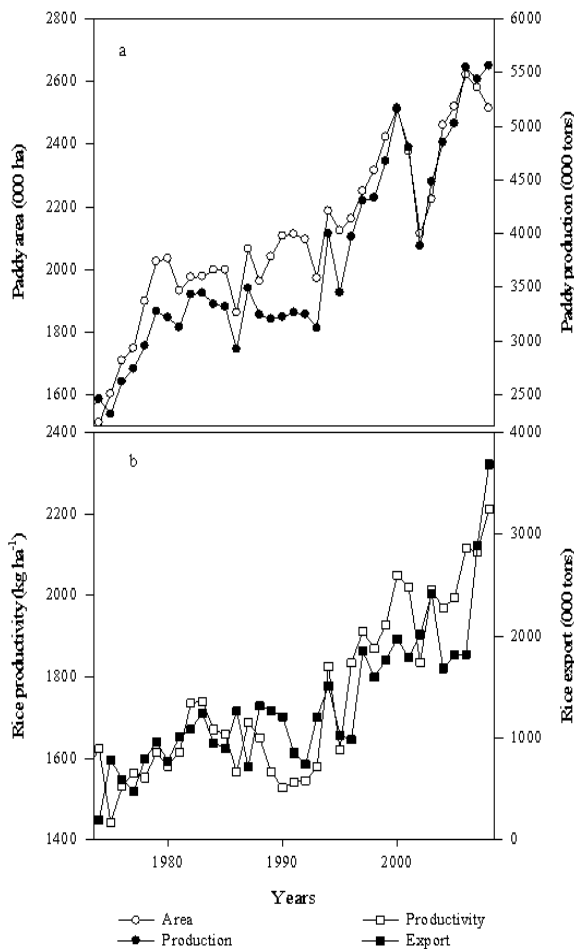 a
2800
2600
2400
2200
2000
1800
1600
6000
5500
5000
4500
4000
3500
3000
2500
Paddy area (000 ha)
Paddy production (000 tons)
b
2400
2200
2000
1800
1600
1400
4000
3000
2000
1000
0
Rice productivity (kg ha⁻¹)
Rice export (000 tons)
1980
1990
2000
Years
Area
Productivity
Production
Export